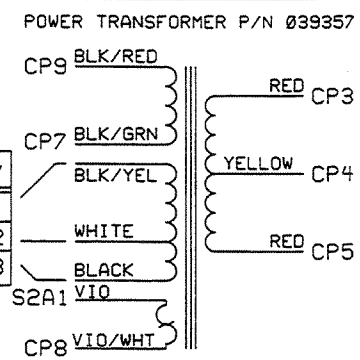 POWER TRANSFORMER P/N Ø39357
CP9 BLK/RED
RED CP3
CP7 BLK/GRN
BLK/YEL
YELLOW CP4
WHITE
RED CP5
BLACK
S2A1 VIO
CP8 VIO/WHT